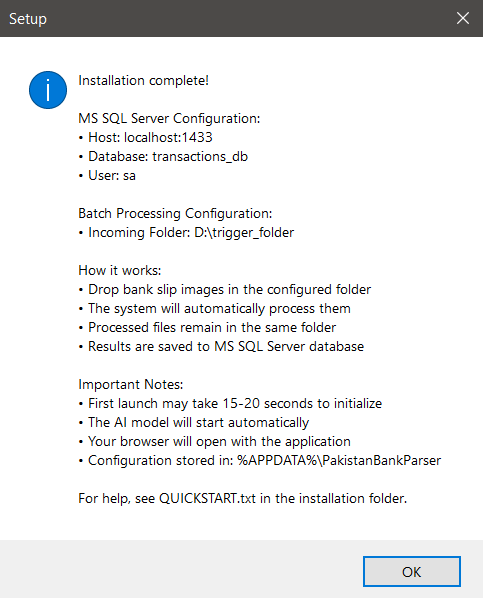 Setup
Installation complete!
MS SQL Server Configuration:
• Host: localhost:1433
• Database: transactions_db
• User: sa
Batch Processing Configuration:
• Incoming Folder: D:\trigger_folder
How it works:
• Drop bank slip images in the configured folder
• The system will automatically process them
• Processed files remain in the same folder
• Results are saved to MS SQL Server database
Important Notes:
• First launch may take 15-20 seconds to initialize
• The AI model will start automatically
• Your browser will open with the application
• Configuration stored in: %APPDATA%\PakistanBankParser
For help, see QUICKSTART.txt in the installation folder.
OK